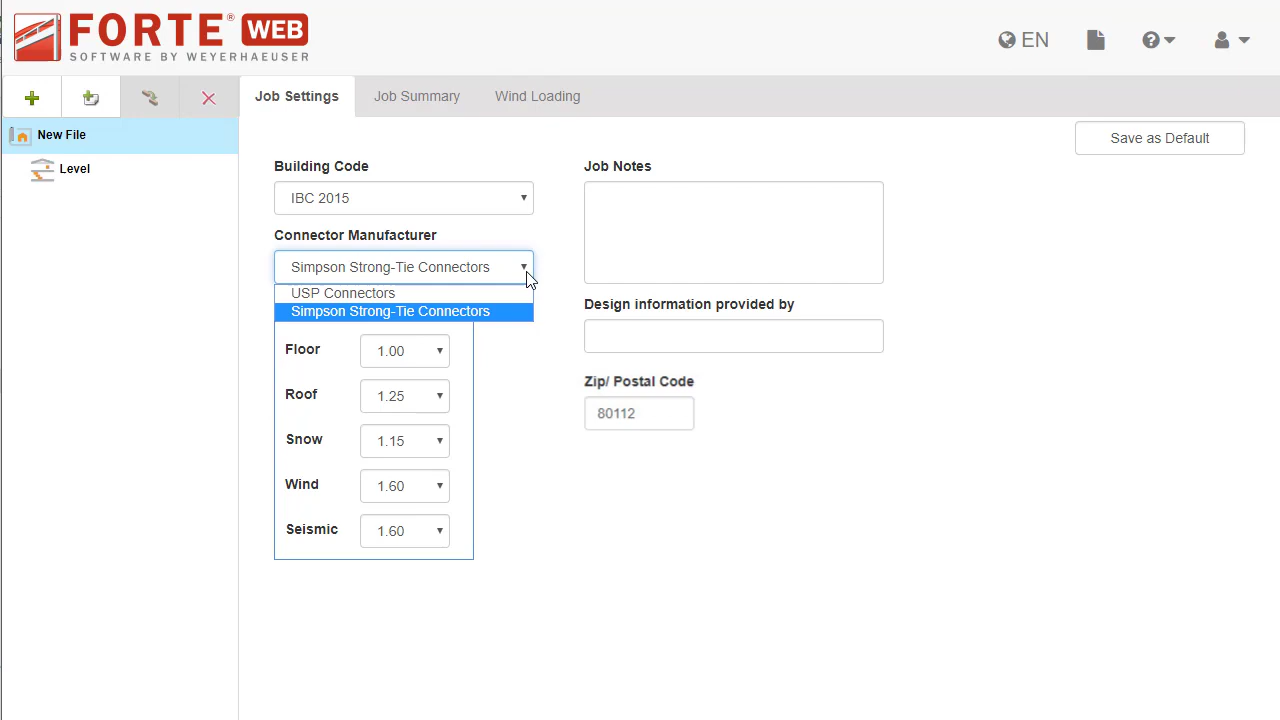 FORTE® WEB
SOFTWARE BY WEYERHAEUSER
EN
Job Settings
Job Summary
Wind Loading
New File
Level
Save as Default
Building Code
IBC 2015
Connector Manufacturer
Simpson Strong-Tie Connectors
USP Connectors
Simpson Strong-Tie Connectors
Floor 1.00
Roof 1.25
Snow 1.15
Wind 1.60
Seismic 1.60
Job Notes
Design information provided by
Zip/ Postal Code
80112